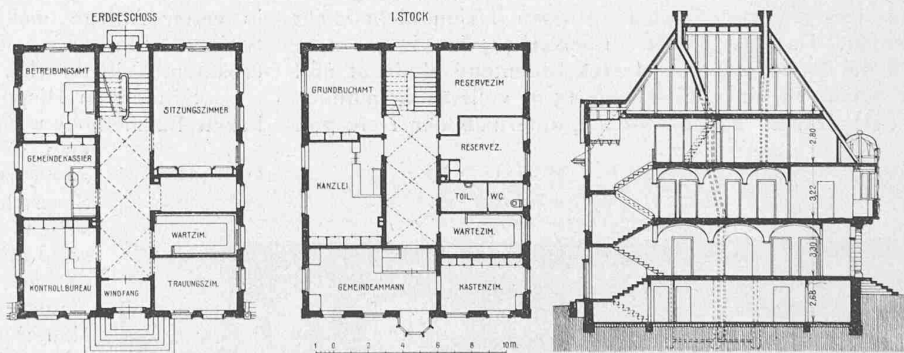 ERDGESCHOSS
BETREIBUNGSAMT
SITZUNGSZIMMER
GEMEINDEKASSIER
WARTZIM.
KONTROLLBUREAU
WINDFANG
TRAUUNGSZIM.
I. STOCK
GRUNDBUCHAMT
RESERVEZIM
RESERVEZ.
KANZLEI
TOIL.
W.C.
WARTEZIM.
GEMEINDEAMMANN
KASTENZIM.
1 0 2 4 6 8 10m.
2,80
3,22
3,30
2,68